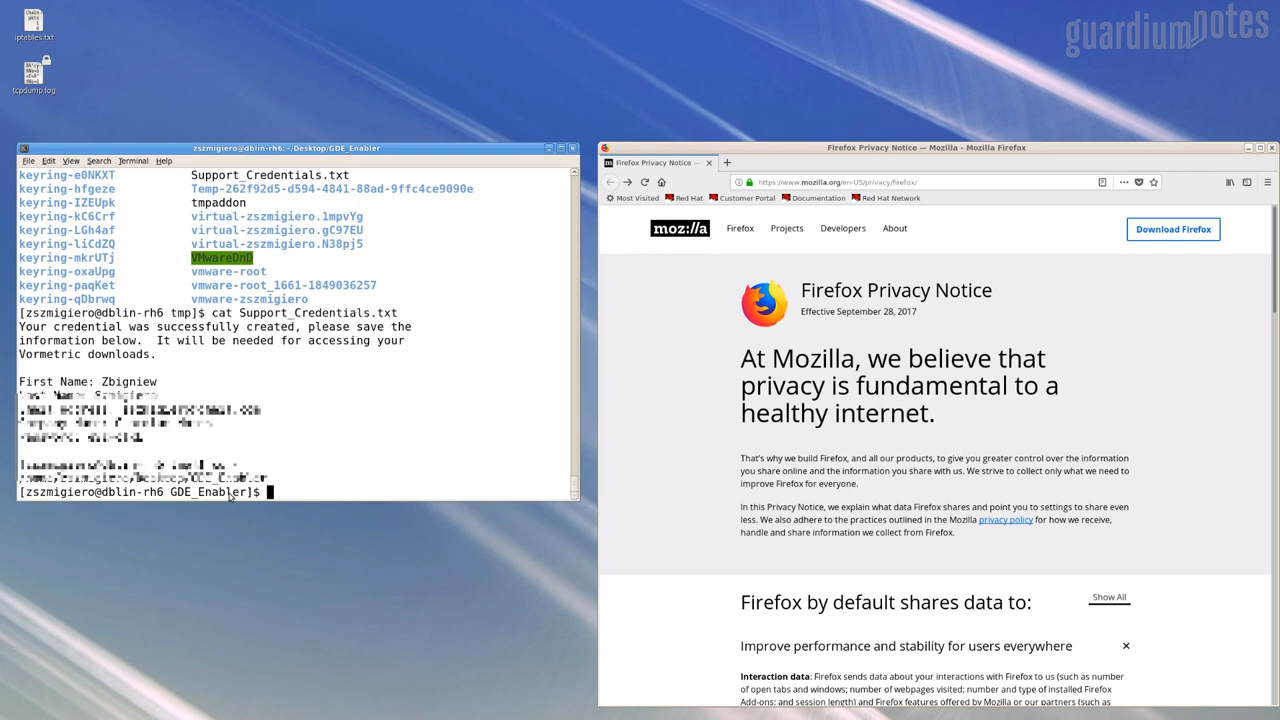 guardiumnotes
iptables.txt
tcpdump.log
zszmigiero@dblin-rh6:~/Desktop/GDE_Enabler
File Edit View Search Terminal Help
keyring-e0NKXT Support_Credentials.txt
keyring-hfgeze Temp-262f92d5-d594-4841-88ad-9ffc4ce9090e
keyring-IZEUpk tmpaddon
keyring-kC6Crf virtual-zszmigiero.1mpvYg
keyring-LGh4af virtual-zszmigiero.gC97EU
keyring-liCdZQ virtual-zszmigiero.N38pj5
keyring-mkrUTj VMwareDnD
keyring-oxaUpg vmware-root
keyring-paqKet vmware-root_1661-1849036257
keyring-qDbrwq vmware-zszmigiero
[zszmigiero@dblin-rh6 tmp]$ cat Support_Credentials.txt
Your credential was successfully created, please save the
information below. It will be needed for accessing your
Vormetric downloads.
First Name: Zbigniew
[zszmigiero@dblin-rh6 GDE_Enabler]$
Firefox Privacy Notice — Mozilla - Mozilla Firefox
Firefox Privacy Notice —
https://www.mozilla.org/en-US/privacy/firefox/
Most Visited Red Hat Customer Portal Documentation Red Hat Network
moz://a Firefox Projects Developers About Download Firefox
Firefox Privacy Notice
Effective September 28, 2017
At Mozilla, we believe that
privacy is fundamental to a
healthy internet.
That's why we build Firefox, and all our products, to give you greater control over the information
you share online and the information you share with us. We strive to collect only what we need to
improve Firefox for everyone.
In this Privacy Notice, we explain what data Firefox shares and point you to settings to share even
less. We also adhere to the practices outlined in the Mozilla privacy policy for how we receive,
handle and share information we collect from Firefox.
Firefox by default shares data to: Show All
Improve performance and stability for users everywhere
Interaction data: Firefox sends data about your interactions with Firefox to us (such as number
of open tabs and windows; number of webpages visited; number and type of installed Firefox
Add-ons; and session length) and Firefox features offered by Mozilla or our partners (such as